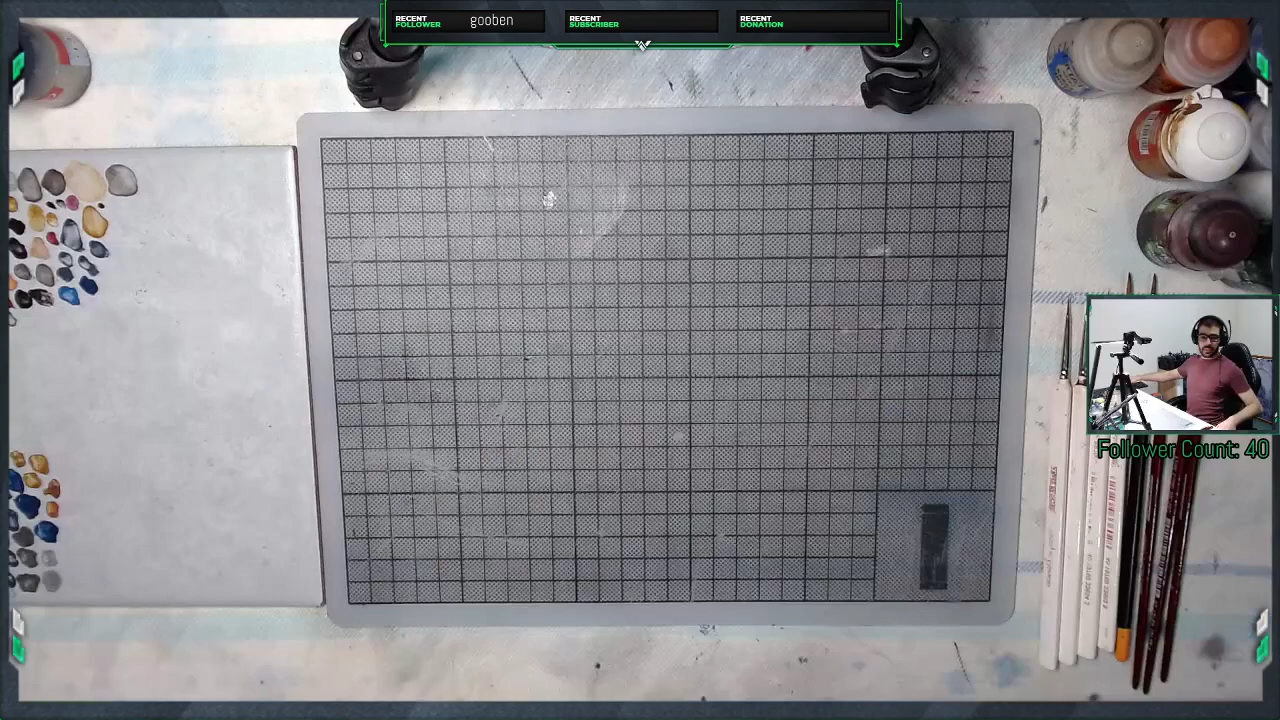 RECENT
FOLLOWER
gooben
RECENT
SUBSCRIBER
RECENT
DONATION
Follower Count: 40